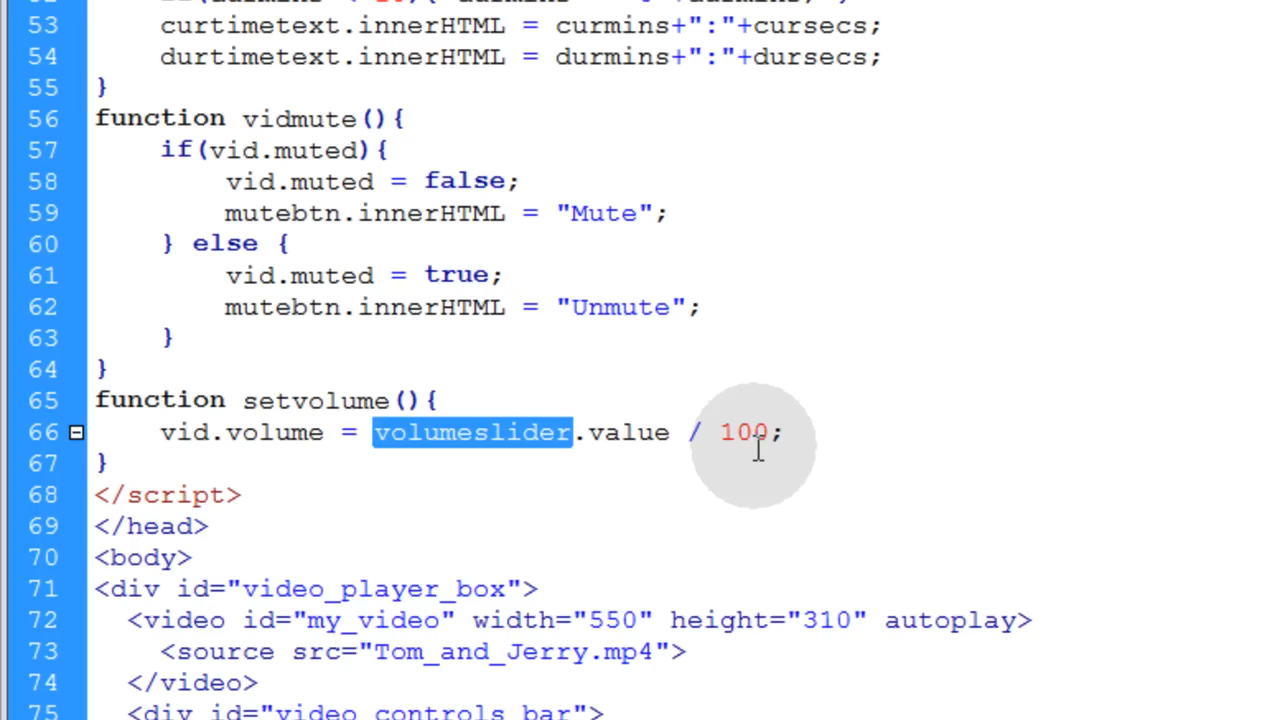 53 curtimetext.innerHTML = curmins+":"+cursecs;
54 durtimetext.innerHTML = durmins+":"+dursecs;
55 }
56 function vidmute(){
57 if(vid.muted){
58 vid.muted = false;
59 mutebtn.innerHTML = "Mute";
60 } else {
61 vid.muted = true;
62 mutebtn.innerHTML = "Unmute";
63 }
64 }
65 function setvolume(){
66 vid.volume = volumeslider.value / 100;
67 }
68 </script>
69 </head>
70 <body>
71 <div id="video_player_box">
72 <video id="my_video" width="550" height="310" autoplay>
73 <source src="Tom_and_Jerry.mp4">
74 </video>
75 <div id="video_controls_bar">